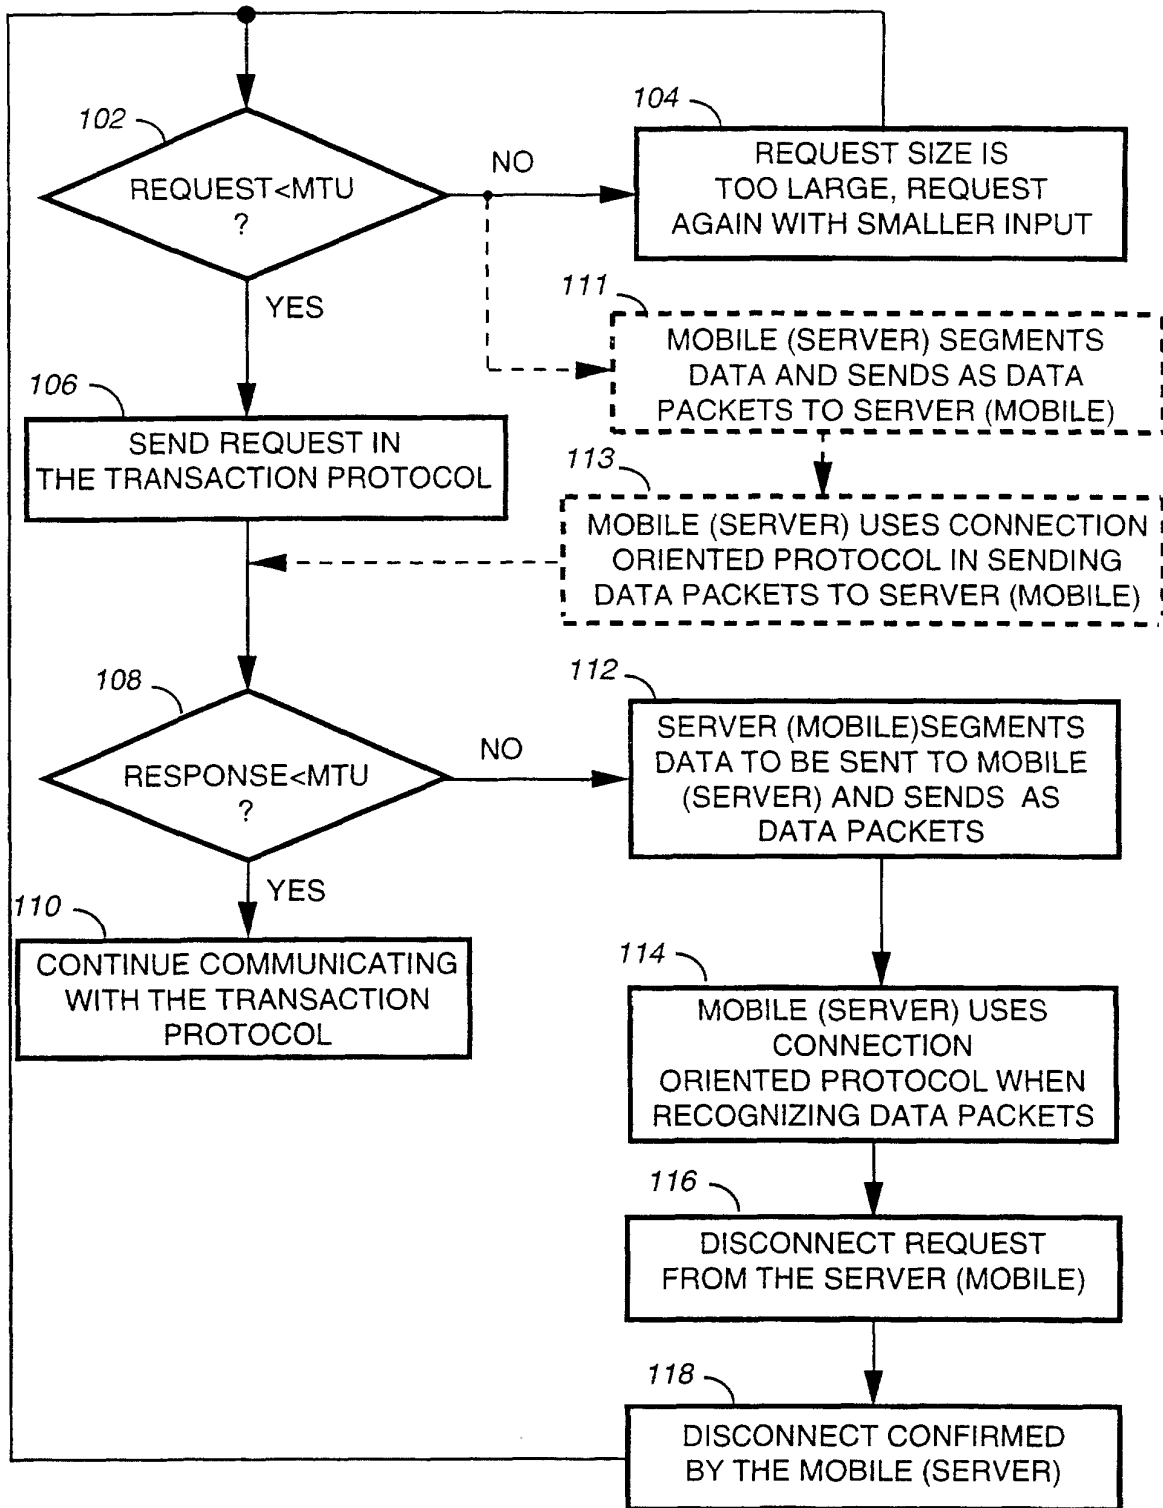 102
REQUEST<MTU
?
NO
YES
104
REQUEST SIZE IS
TOO LARGE, REQUEST
AGAIN WITH SMALLER INPUT
111
MOBILE (SERVER) SEGMENTS
DATA AND SENDS AS DATA
PACKETS TO SERVER (MOBILE)
106
SEND REQUEST IN
THE TRANSACTION PROTOCOL
113
MOBILE (SERVER) USES CONNECTION
ORIENTED PROTOCOL IN SENDING
DATA PACKETS TO SERVER (MOBILE)
108
RESPONSE<MTU
?
NO
YES
112
SERVER (MOBILE)SEGMENTS
DATA TO BE SENT TO MOBILE
(SERVER) AND SENDS AS
DATA PACKETS
110
CONTINUE COMMUNICATING
WITH THE TRANSACTION
PROTOCOL
114
MOBILE (SERVER) USES
CONNECTION
ORIENTED PROTOCOL WHEN
RECOGNIZING DATA PACKETS
116
DISCONNECT REQUEST
FROM THE SERVER (MOBILE)
118
DISCONNECT CONFIRMED
BY THE MOBILE (SERVER)